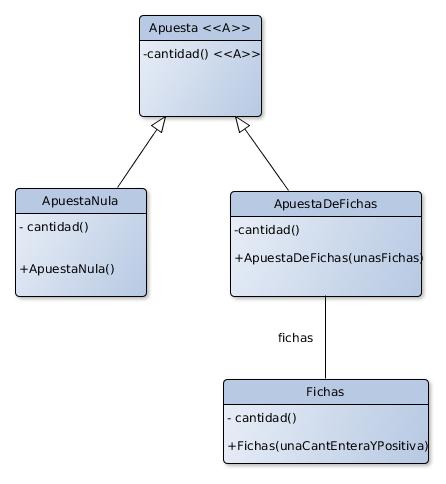 Apuesta <<A>>
-cantidad() <<A>>
ApuestaNula
- cantidad()
+ApuestaNula()
ApuestaDeFichas
-cantidad()
+ApuestaDeFichas(unasFichas)
fichas
Fichas
- cantidad()
+Fichas(unaCantEnteraYPositiva)